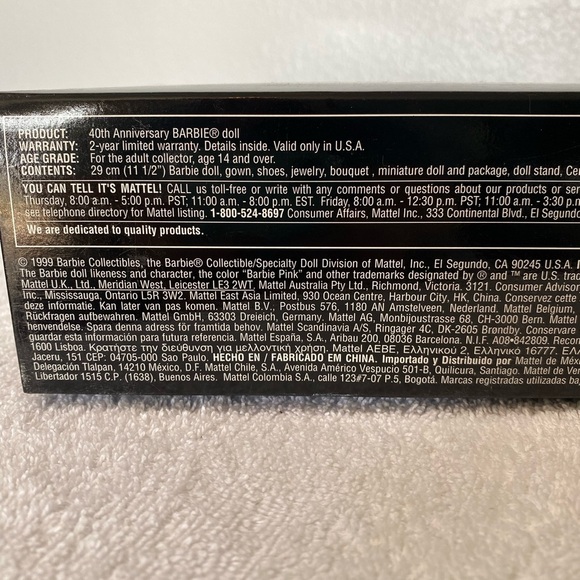 PRODUCT: 40th Anniversary BARBIE® doll
WARRANTY: 2-year limited warranty. Details inside. Valid only in U.S.A.
AGE GRADE: For the adult collector, age 14 and over.
CONTENTS: 29 cm (11 1/2") Barbie doll, gown, shoes, jewelry, bouquet , miniature doll and package, doll stand, Cer
YOU CAN TELL IT'S MATTEL! CALL us toll-free or write with any comments or questions about our products or ser
Thursday, 8:00 a.m. - 5:00 p.m. PST; 11:00 a.m. - 8:00 p.m. EST. Friday, 8:00 a.m. - 12:30 p.m. PST; 11:00 a.m. - 3:30 p.m
see telephone directory for Mattel listing. 1-800-524-8697 Consumer Affairs, Mattel Inc., 333 Continental Blvd., El Segundo
We are dedicated to quality products.
© 1999 Barbie Collectibles, the Barbie® Collectible/Specialty Doll Division of Mattel, Inc., El Segundo, CA 90245 U.S.A.
The Barbie doll likeness and character, the color "Barbie Pink" and other trademarks designated by ® and ™ are U.S. trad
Mattel U.K., Ltd., Meridian West, Leicester LE3 2WT. Mattel Australia Pty Ltd., Richmond, Victoria. 3121. Consumer Advisor
Inc., Mississauga, Ontario L5R 3W2. Mattel East Asia Limited, 930 Ocean Centre, Harbour City, HK, China. Conservez cette
deze informatie. Kan later van pas komen. Mattel B.V., Postbus 576, 1180 AN Amstelveen, Nederland. Mattel Belgium,
Rückfragen aufbewahren. Mattel GmbH, 63303 Dreieich, Germany. Mattel AG, Monbijoustrasse 68, CH-3000 Bern. Mattel
henvendelse. Spara denna adress för framtida behov. Mattel Scandinavia A/S, Ringager 4C, DK-2605 Brøndby. Conservare
guardar esta información para futura referencia. Mattel España, S.A., Aribau 200, 08036 Barcelona. N.I.F. A08•842809. Recom
1600 Lisboa. Κρατήστε την διεύθυνση για μελλοντική χρήση. Mattel AEBE, Ελληνικού 2, Ελληνικό 16777.
Jaceru, 151 CEP: 04705-000 Sao Paulo. HECHO EN / FABRICADO EM CHINA. Importado y Distribuido por Mattel de Méx
Delegación Tlalpan, 14210 México, D.F. Mattel Chile, S.A., Avenida Américo Vespucio 501-B, Quilicura, Santiago. Mattel de Ver
Libertador 1515 C.P. (1638), Buenos Aires. Mattel Colombia S.A., calle 123#7-07 P.5, Bogotá. Marcas registradas utilizadas ba